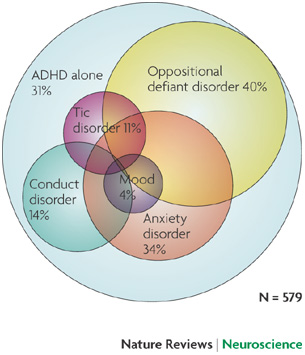 ADHD alone
31%
Oppositional
defiant disorder 40%
Tic
disorder 11%
Mood
4%
Conduct
disorder
14%
Anxiety
disorder
34%
N = 579
Nature Reviews | Neuroscience